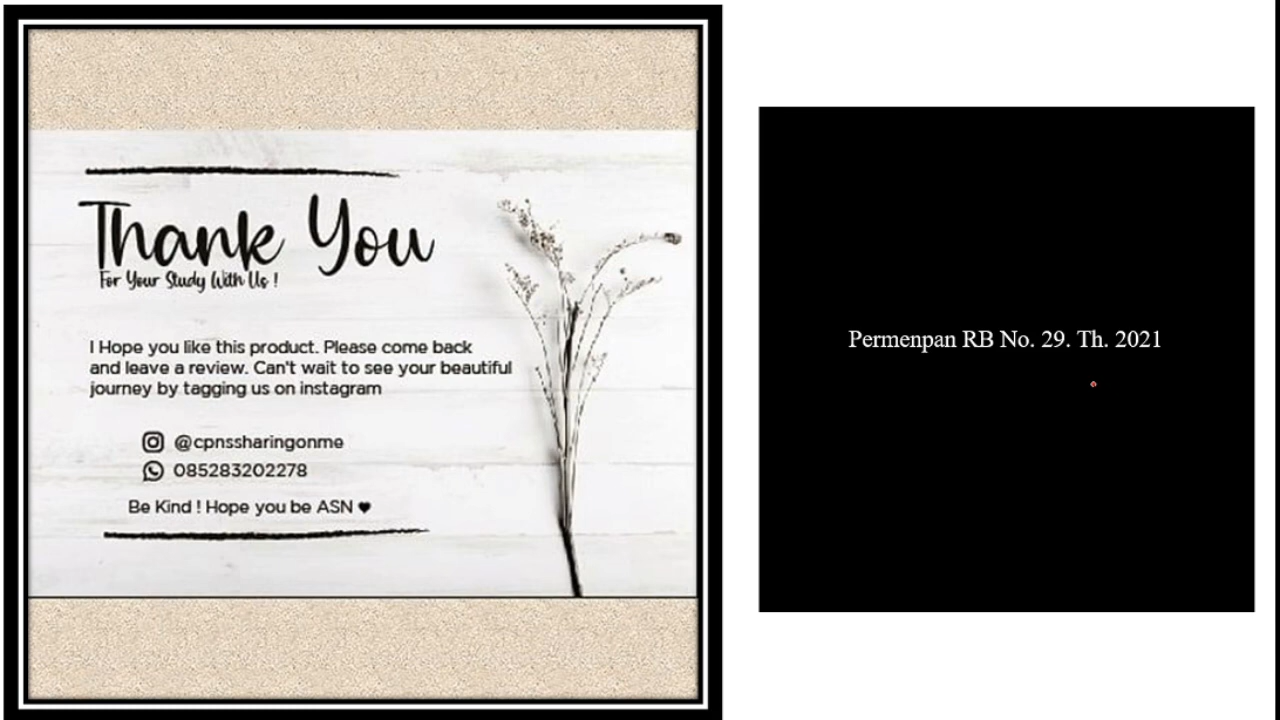 Thank You
For Your Study With Us !
I Hope you like this product. Please come back
and leave a review. Can't wait to see your beautiful
journey by tagging us on instagram
@cpnssharingonme
085283202278
Be Kind ! Hope you be ASN ♥
Permenpan RB No. 29. Th. 2021